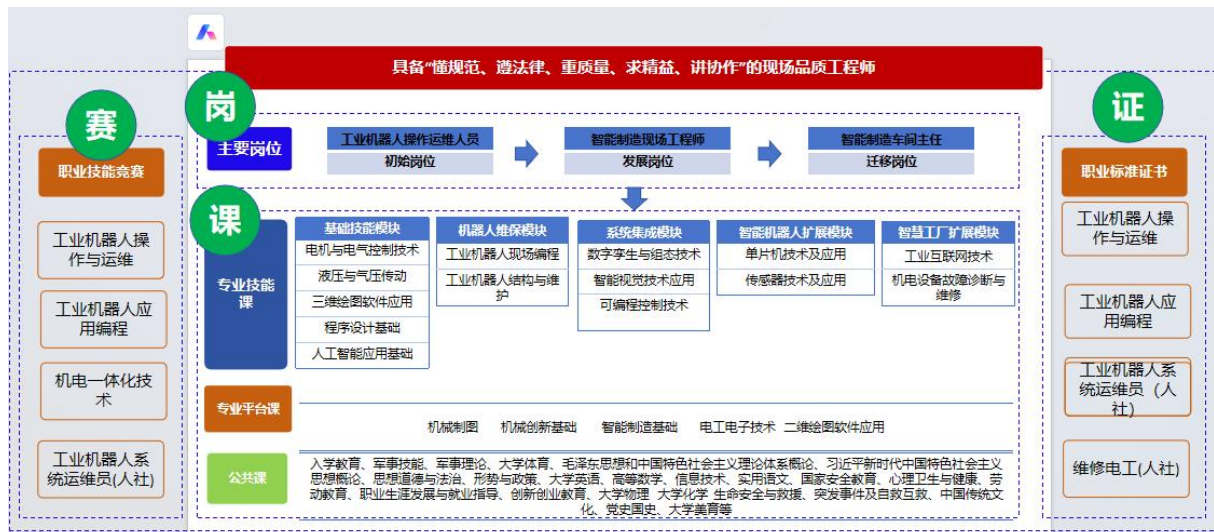 具备“懂规范、遵法律、重质量、求精益、讲协作”的现场品质工程师
赛
职业技能竞赛
工业机器人操
作与运维
工业机器人应
用编程
机电一体化技
术
工业机器人系
统运维员(人社)
岗
主要岗位
工业机器人操作运维人员
初始岗位
智能制造现场工程师
发展岗位
智能制造车间主任
迁移岗位
课
专业技能
课
基础技能模块
电机与电气控制技术
液压与气压传动
三维绘图软件应用
程序设计基础
人工智能应用基础
机器人维保模块
工业机器人现场编程
工业机器人结构与维
护
系统集成模块
数字孪生与组态技术
智能视觉技术应用
可编程控制技术
智能机器人扩展模块
单片机技术及应用
传感器技术及应用
智慧工厂扩展模块
工业互联网技术
机电设备故障诊断与
维修
专业平台课
机械制图 机械创新基础 智能制造基础 电工电子技术 二维绘图软件应用
公共课
入学教育、军事技能、军事理论、大学体育、毛泽东思想和中国特色社会主义理论体系概论、习近平新时代中国特色社会主义
思想概论、思想道德与法治、形势与政策、大学英语、高等数学、信息技术、实用语文、国家安全教育、心理卫生与健康、劳
动教育、职业生涯发展与就业指导、创新创业教育、大学物理 大学化学 生命安全与救援、突发事件及自救互救、中国传统文
化、党史国史、大学美育等
证
职业标准证书
工业机器人操
作与运维
工业机器人应
用编程
工业机器人系
统运维员（人
社）
维修电工(人社)